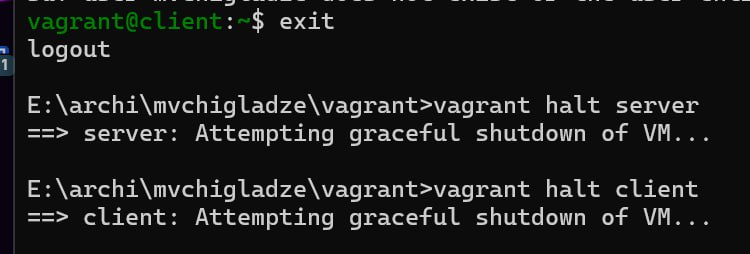 vagrant@client:~$ exit
logout
1
E:\archi\mvchigladze\vagrant>vagrant halt server
==> server: Attempting graceful shutdown of VM...
E:\archi\mvchigladze\vagrant>vagrant halt client
==> client: Attempting graceful shutdown of VM...